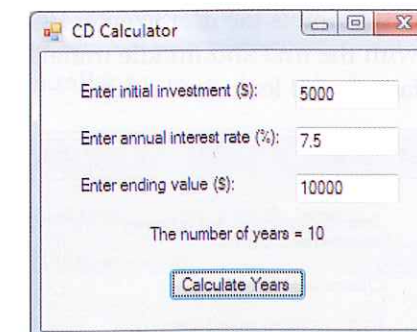 CD Calculator
Enter initial investment ($): 5000
Enter annual interest rate (%): 7.5
Enter ending value ($): 10000
The number of years = 10
Calculate Years